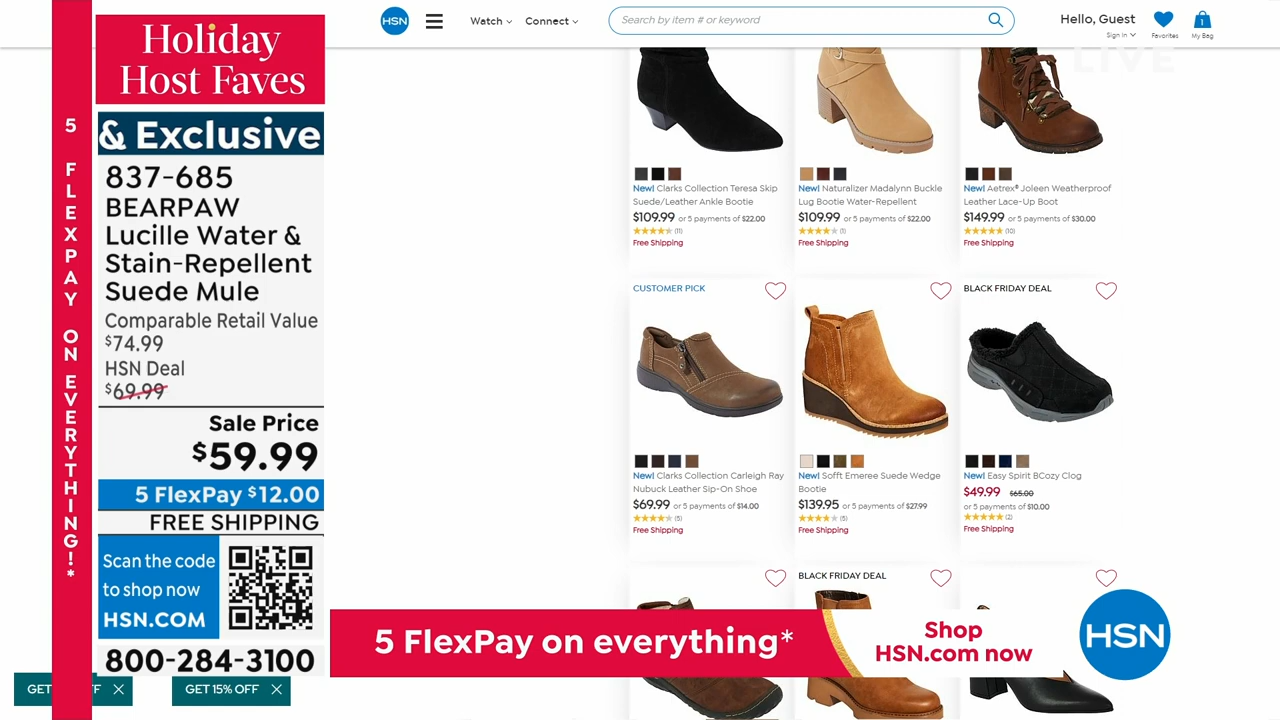 Holiday
Host Faves
& Exclusive
837-685
BEARPAW
Lucille Water &
Stain-Repellent
Suede Mule
Comparable Retail Value
$74.99
HSN Deal
$69.99
Sale Price
$59.99
5 FlexPay $12.00
FREE SHIPPING
Scan the code
to shop now
HSN.COM
800-284-3100
5 FLEXPAY ON EVERYTHING!*
GET
FF
GET 15% OFF
HSN
Watch
Connect
Search by item # or keyword
Hello, Guest
Sign In
Favorites
1
My Bag
LIVE
New! Clarks Collection Teresa Skip
Suede/Leather Ankle Bootie
$109.99 or 5 payments of $22.00
(11)
Free Shipping
New! Naturalizer Madalynn Buckle
Lug Bootie Water-Repellent
$109.99 or 5 payments of $22.00
(1)
Free Shipping
New! Aetrex® Joleen Weatherproof
Leather Lace-Up Boot
$149.99 or 5 payments of $30.00
(10)
Free Shipping
CUSTOMER PICK
New! Clarks Collection Carleigh Ray
Nubuck Leather Sip-On Shoe
$69.99 or 5 payments of $14.00
(5)
Free Shipping
New! Sofft Emeree Suede Wedge
Bootie
$139.95 or 5 payments of $27.99
(5)
Free Shipping
BLACK FRIDAY DEAL
New! Easy Spirit BCozy Clog
$49.99 $65.00
or 5 payments of $10.00
(2)
Free Shipping
BLACK FRIDAY DEAL
5 FlexPay on everything*
Shop
HSN.com now
HSN